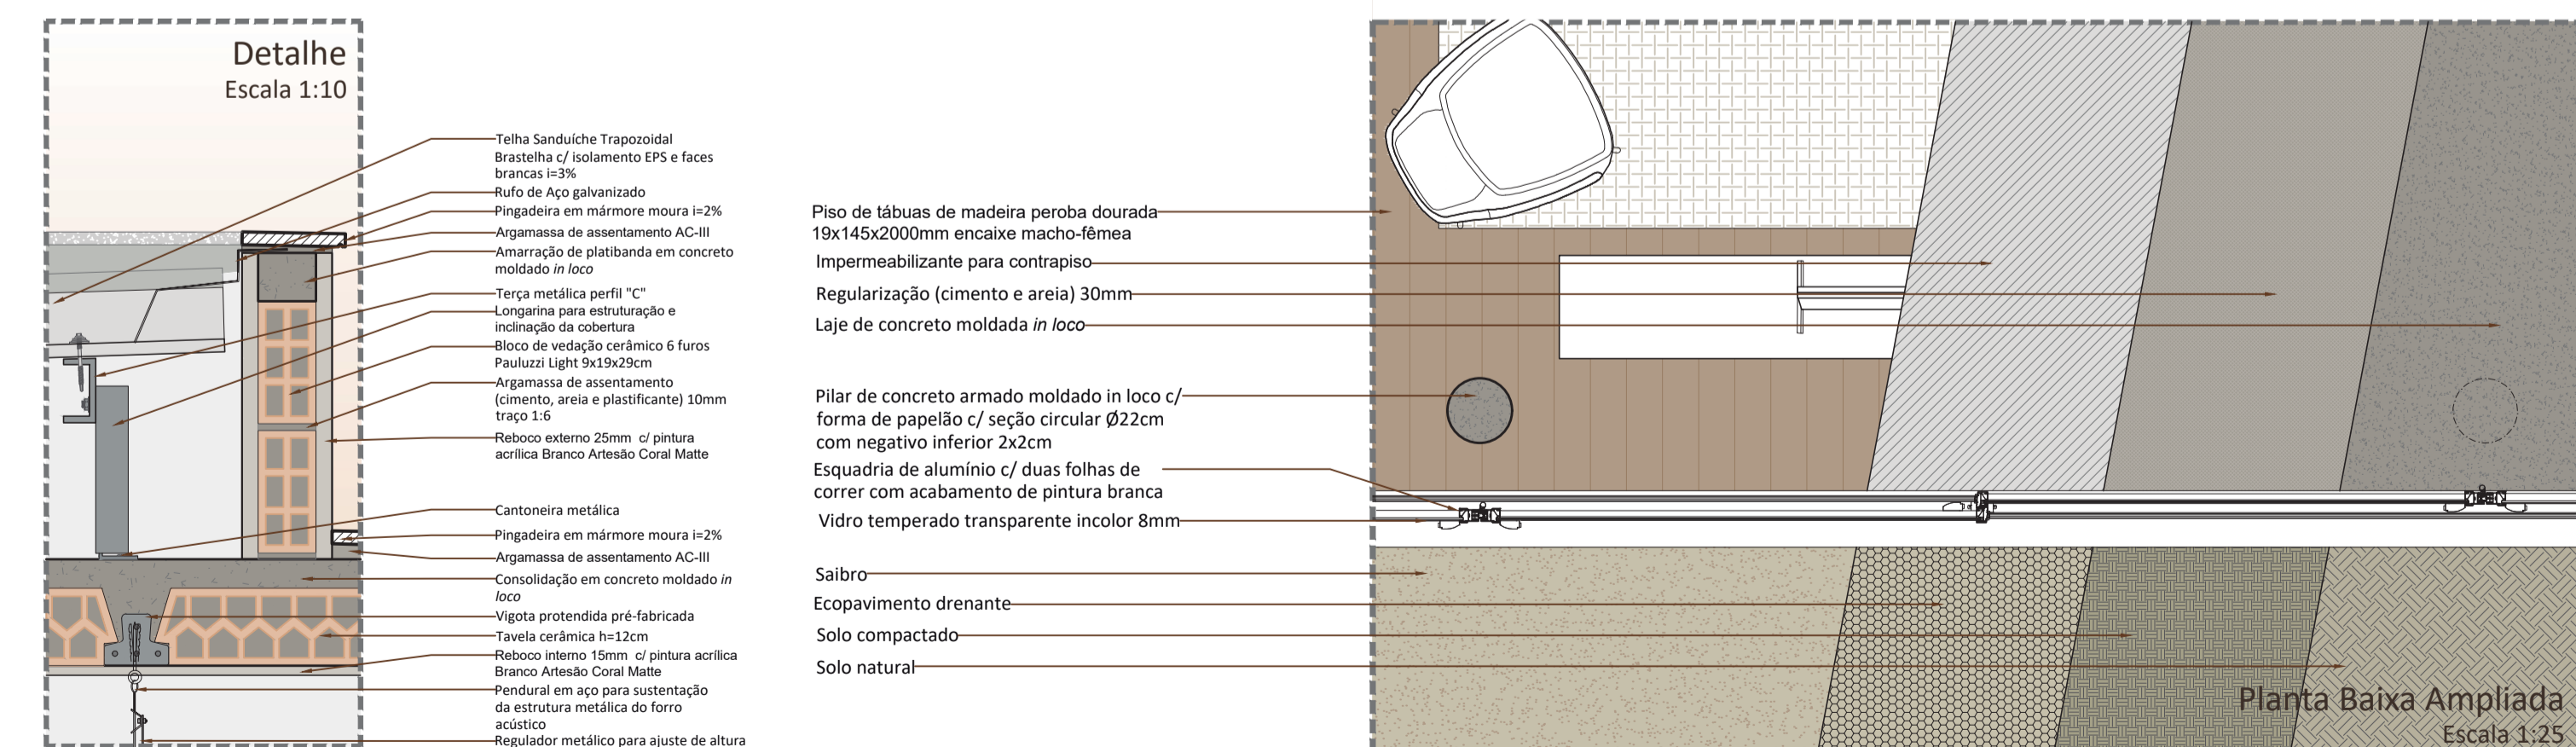 Detalhe
Escala 1:10
Telha Sanduíche Trapozoidal
Brastelha c/ isolamento EPS e faces
brancas i=3%
Rufo de Aço galvanizado
Pingadeira em mármore moura i=2%
Argamassa de assentamento AC-III
Amarração de platibanda em concreto
moldado in loco
Terça metálica perfil "C"
Longarina para estruturação e
inclinação da cobertura
Bloco de vedação cerâmico 6 furos
Pauluzzi Light 9x19x29cm
Argamassa de assentamento
(cimento, areia e plastificante) 10mm
traço 1:6
Reboco externo 25mm c/ pintura
acrílica Branco Artesão Coral Matte
Cantoneira metálica
Pingadeira em mármore moura i=2%
Argamassa de assentamento AC-III
Consolidação em concreto moldado in
loco
Vigota protendida pré-fabricada
Tavela cerâmica h=12cm
Reboco interno 15mm c/ pintura acrílica
Branco Artesão Coral Matte
Pendural em aço para sustentação
da estrutura metálica do forro
acústico
Regulador metálico para ajuste de altura
Piso de tábuas de madeira peroba dourada
19x145x2000mm encaixe macho-fêmea
Impermeabilizante para contrapiso
Regularização (cimento e areia) 30mm
Laje de concreto moldada in loco
Pilar de concreto armado moldado in loco c/
forma de papelão c/ seção circular Ø22cm
com negativo inferior 2x2cm
Esquadria de alumínio c/ duas folhas de
correr com acabamento de pintura branca
Vidro temperado transparente incolor 8mm
Saibro
Ecopavimento drenante
Solo compactado
Solo natural
Planta Baixa Ampliada
Escala 1:25